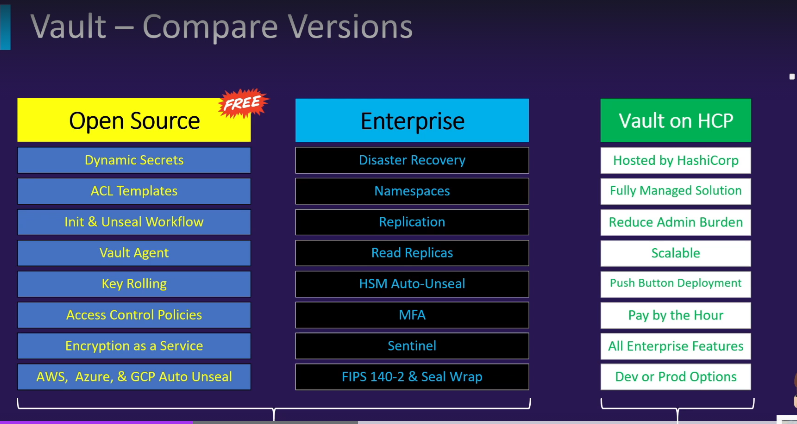 Vault – Compare Versions
FREE
Open Source
Dynamic Secrets
ACL Templates
Init & Unseal Workflow
Vault Agent
Key Rolling
Access Control Policies
Encryption as a Service
AWS, Azure, & GCP Auto Unseal
Enterprise
Disaster Recovery
Namespaces
Replication
Read Replicas
HSM Auto-Unseal
MFA
Sentinel
FIPS 140-2 & Seal Wrap
Vault on HCP
Hosted by HashiCorp
Fully Managed Solution
Reduce Admin Burden
Scalable
Push Button Deployment
Pay by the Hour
All Enterprise Features
Dev or Prod Options